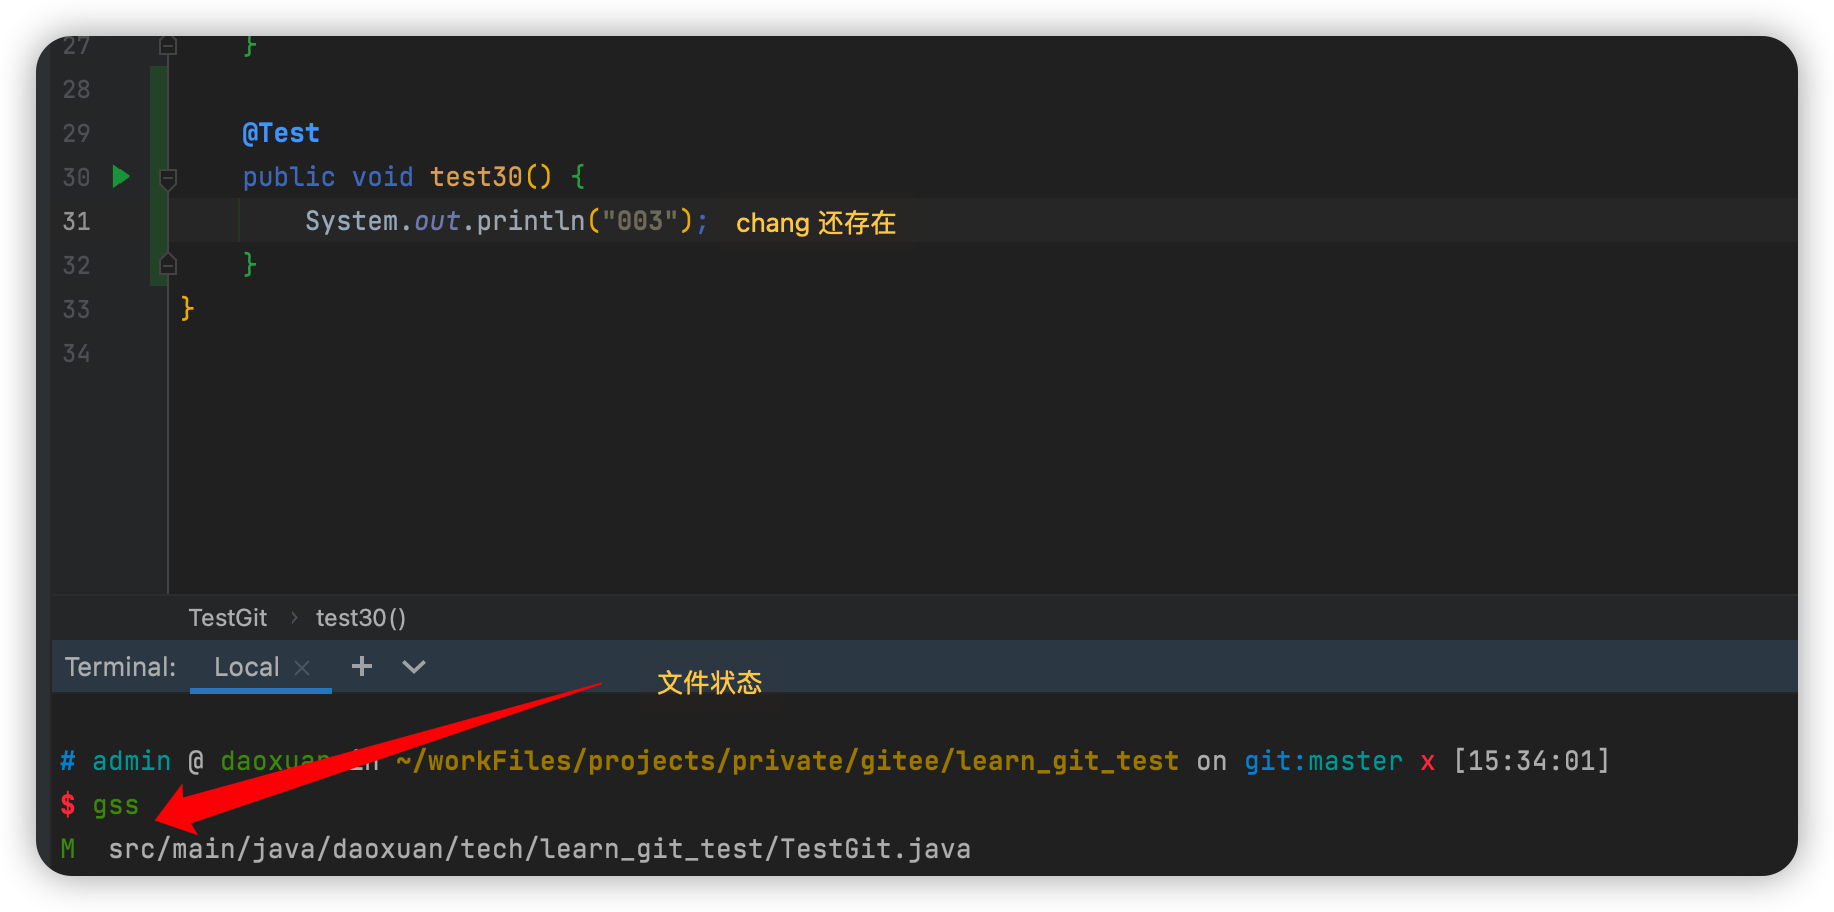 27 }
28
29 @Test
30 public void test30() {
31 System.out.println("003"); chang 还存在
32 }
33 }
34
TestGit › test30()
Terminal: Local × +
文件状态
# admin @ daoxuan in ~/workFiles/projects/private/gitee/learn_git_test on git:master x [15:34:01]
$ gss
M src/main/java/daoxuan/tech/learn_git_test/TestGit.java